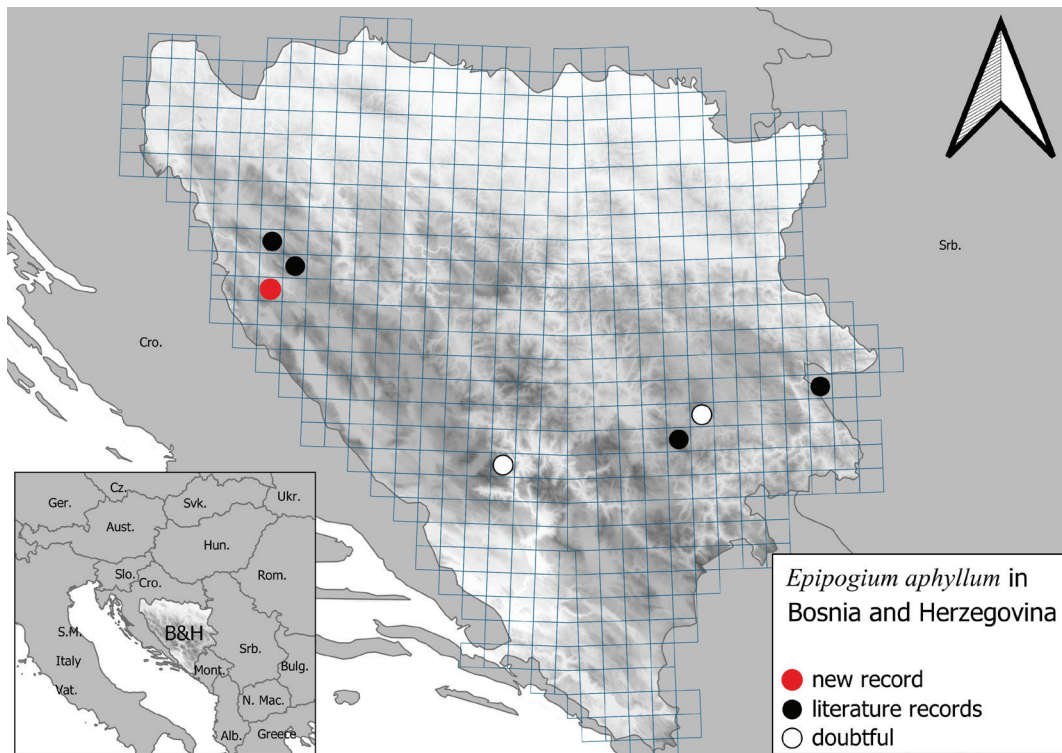 Srb.
Cro.
Cz.
Ger.
Svk.
Ukr.
Aust.
Hun.
Slo.
Cro.
Rom.
S.M.
B&H
Italy
Srb.
Vat.
Mont.
Bulg.
N. Mac.
Alb.
Greece
Epipogium aphyllum in
Bosnia and Herzegovina
new record
literature records
doubtful